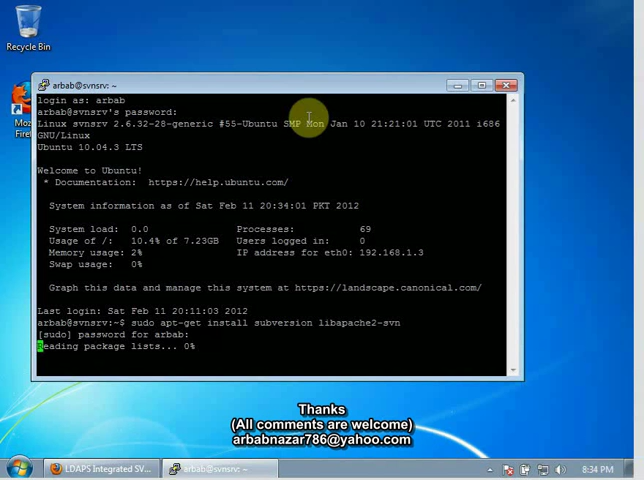 Recycle Bin
Moz
Firef
arbab@svnsrv: ~
login as: arbab
arbab@svnsrv's password:
Linux svnsrv 2.6.32-28-generic #55-Ubuntu SMP Mon Jan 10 21:21:01 UTC 2011 i686
GNU/Linux
Ubuntu 10.04.3 LTS
Welcome to Ubuntu!
* Documentation:  https://help.ubuntu.com/
System information as of Sat Feb 11 20:34:01 PKT 2012
System load: 0.0 Processes: 69
Usage of /: 10.4% of 7.23GB Users logged in: 0
Memory usage: 2% IP address for eth0: 192.168.1.3
Swap usage: 0%
Graph this data and manage this system at https://landscape.canonical.com/
Last login: Sat Feb 11 20:11:03 2012
arbab@svnsrv:~$ sudo apt-get install subversion libapache2-svn
[sudo] password for arbab:
Reading package lists... 0%
Thanks
(All comments are welcome)
arbabnazar786@yahoo.com
LDAPS Integrated SV...
arbab@svnsrv: ~
8:34 PM